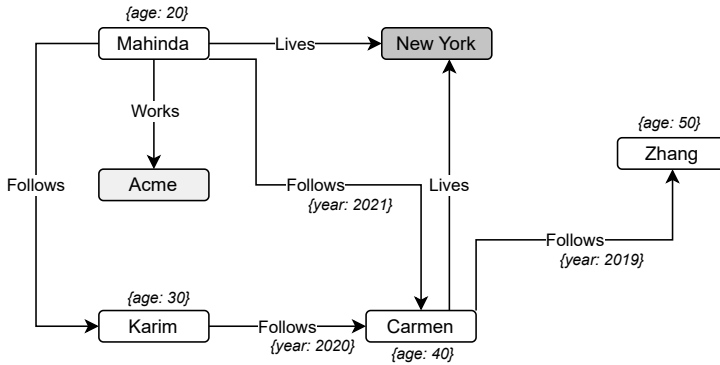 {age: 20}
Mahinda
Lives
New York
Works
{age: 50}
Zhang
Follows
Acme
Follows
Lives
{year: 2021}
Follows
{year: 2019}
{age: 30}
Karim
Follows
Carmen
{year: 2020}
{age: 40}